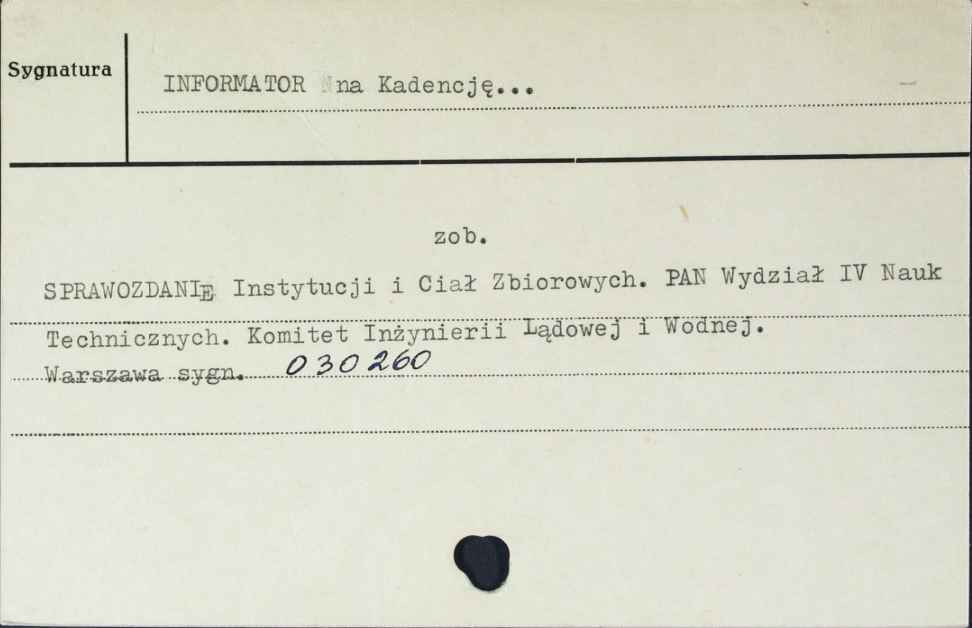 Sygnatura
INFORMATOR na Kadencję...
zob.
SPRAWOZDANIE Instytucji i Ciał Zbiorowych. PAN Wydział IV Nauk
Technicznych. Komitet Inżynierii Lądowej i Wodnej.
Warszawa sygn. 030260